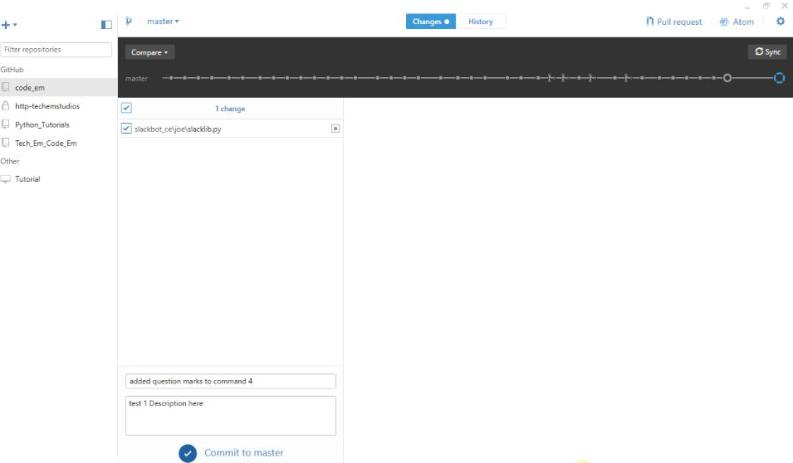 master
Changes
History
Pull request
Atom
Filter repositories
Compare
Sync
GitHub
master
code_em
http-techemstudios
1 change
Python_Tutorials
slackbot_ce\joe\slacklib.py
Tech_Em_Code_Em
Other
Tutorial
added question marks to command 4
test 1 Description here
Commit to master